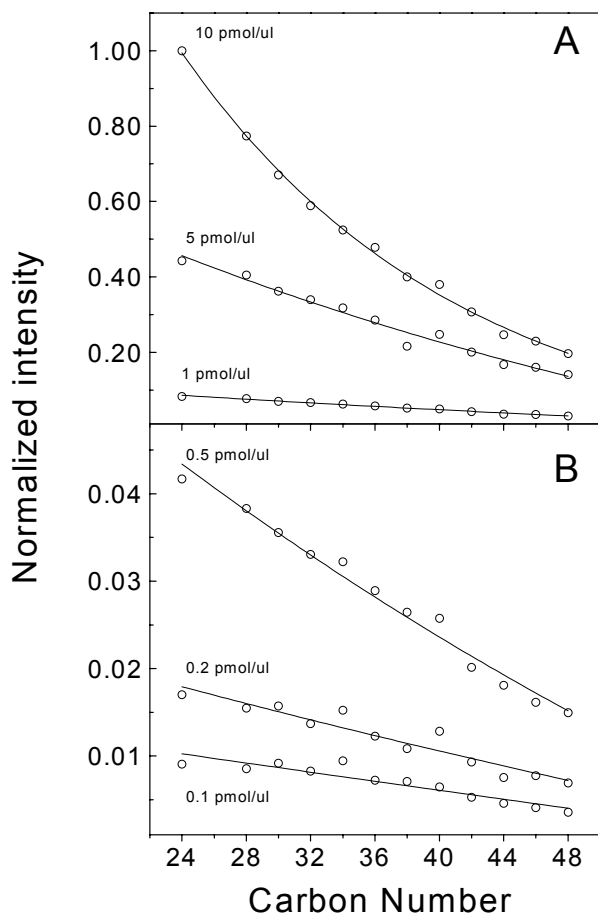 A
10 pmol/ul
1.00
0.80
0.60
5 pmol/ul
0.40
0.20
1 pmol/ul
Normalized intensity
B
0.5 pmol/ul
0.04
0.03
0.02
0.2 pmol/ul
0.01
0.1 pmol/ul
24 28 32 36 40 44 48
Carbon Number